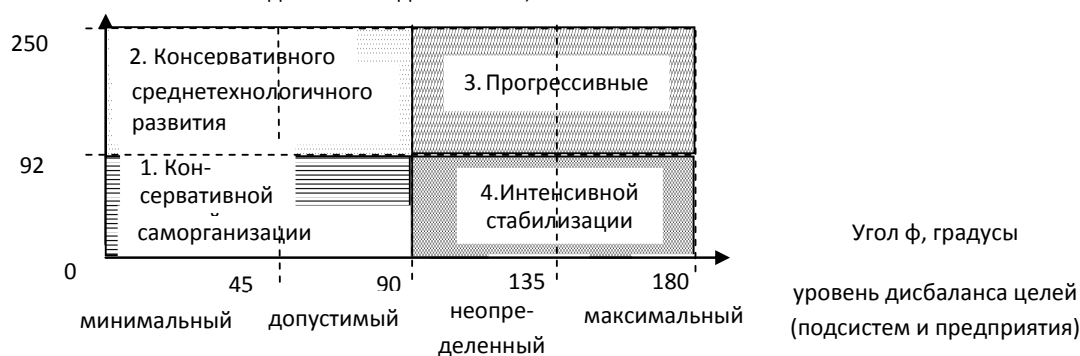 250
2. Консервативного
среднетехнологичного
развития
3. Прогрессивные
92
1. Кон-
сервативной
саморганизации
4.Интенсивной
стабилизации
0
45
90
135
180
минимальный
допустимый
неопре-
деленный
максимальный
Угол ф, градусы
уровень дисбаланса целей
(подсистем и предприятия)